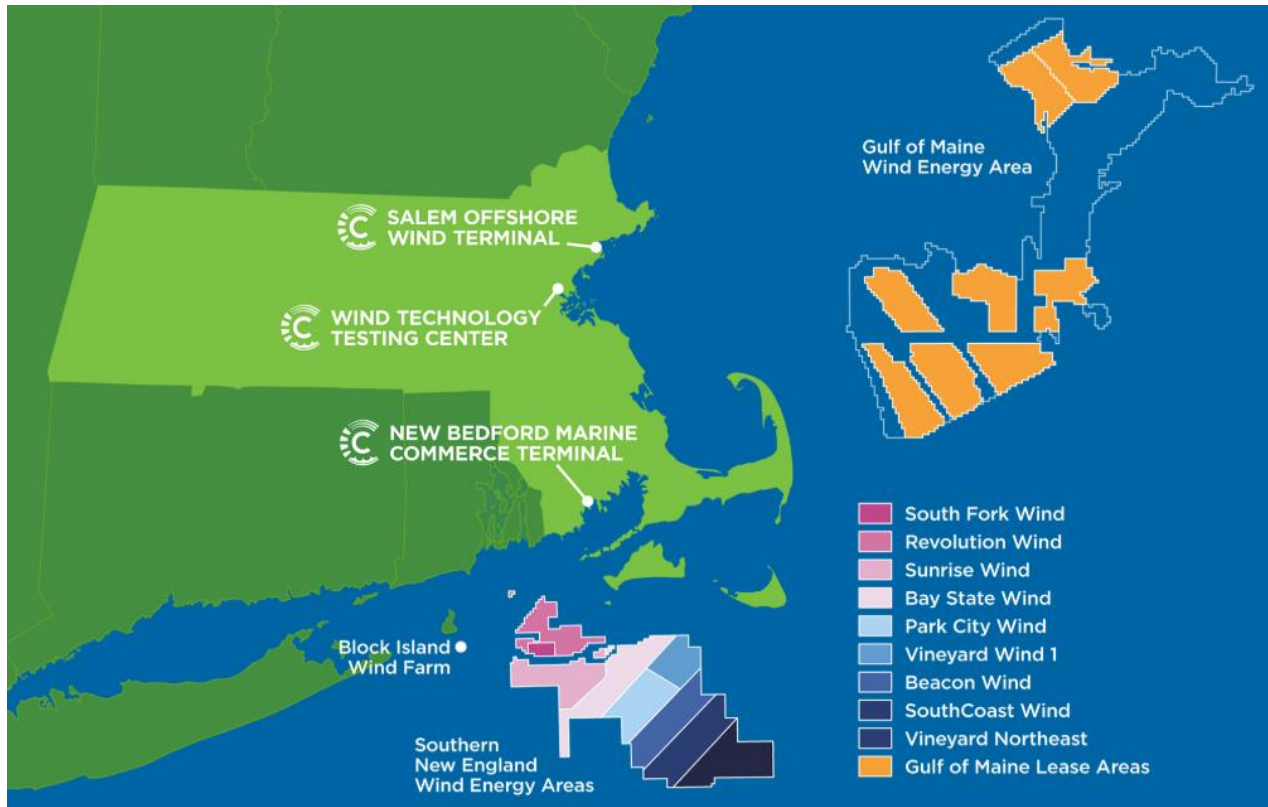 Gulf of Maine
Wind Energy Area
C SALEM OFFSHORE
WIND TERMINAL
C WIND TECHNOLOGY
TESTING CENTER
C NEW BEDFORD MARINE
COMMERCE TERMINAL
Block Island
Wind Farm
Southern
New England
Wind Energy Areas
South Fork Wind
Revolution Wind
Sunrise Wind
Bay State Wind
Park City Wind
Vineyard Wind 1
Beacon Wind
SouthCoast Wind
Vineyard Northeast
Gulf of Maine Lease Areas